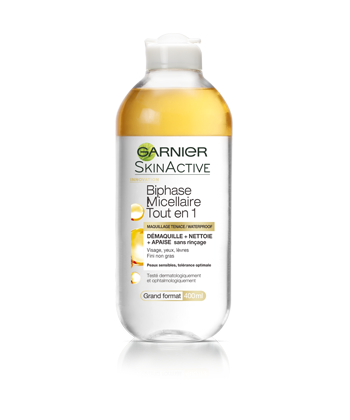 GARNIER
SKINACTIVE
Biphase
Micellaire
Tout en 1
MAQUILLAGE TENACE / WATERPROOF
DÉMAQUILLE + NETTOIE
+ APAISE sans rinçage
Visage, yeux, lèvres
Fini non gras
Peaux sensibles, tolérance optimale
Testé dermatologiquement
et ophtalmologiquement
Grand format 400ml